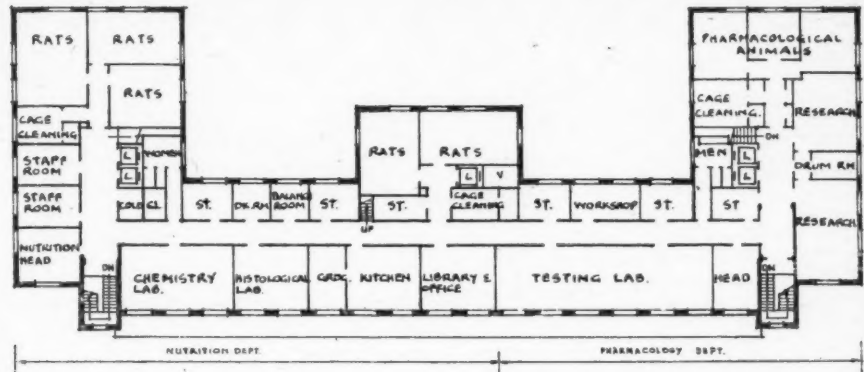 RATS
RATS
RATS
CAGE
CLEANING
STAFF
ROOM
STAFF
ROOM
NUTRITION
HEAD
DN
L
L
WOMEN
COLD
CL.
ST.
DK.RM.
BALANCE
ROOM
ST.
UP
RATS
RATS
ST.
L
V
CAGE
CLEANING
ST.
WORKSHOP
ST.
PHARMACOLOGICAL
ANIMALS
CAGE
CLEANING.
RESEARCH
DN
MEN
L
L
DRUM RM
ST
RESEARCH
DN
CHEMISTRY
LAB.
HISTOLOGICAL
LAB.
KITCHEN
LIBRARY &
OFFICE
TESTING LAB.
HEAD
NUTRITION DEPT.
PHARMACOLOGY DEPT.